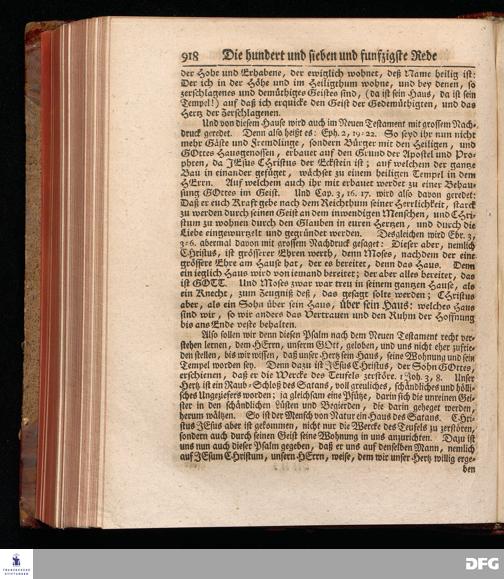 918 Die hundert und sieben und funfzigste Rede
der Hohe und Erhabene, der ewiglich wohnet, deß Name heilig ist:
Der ich in der Höhe und im Heiligthum wohne, und bey denen, so
zerschlagenes und demüthiges Geistes sind, (da ist sein Haus, da ist sein
Tempel!) auf daß ich erquicke den Geist der Gedemüthigten, und das
Hertz der Zerschlagenen.
Und von diesem Hause wird auch im Neuen Testament mit grossem Nach-
druck geredet. Denn also heißt es: Eph. 2, 19-22. So seyd ihr nun nicht
mehr Gäste und Fremdlinge, sondern Bürger mit den Heiligen, und
GOttes Hausgenossen, erbauet auf den Grund der Apostel und Pro-
phten, da JEsus CHristus der Eckstein ist; auf welchem der gantze
Bau in einander gefüget, wächset zu einem heiligen Tempel in dem
HErrn. Auf welchem auch ihr mit erbauet werdet zu einer Behau-
sung GOttes im Geist. Und Cap. 3, 16. 17. wird also davon geredet:
Daß er euch Kraft gebe nach dem Reichthum seiner Herrlichkeit, starck
zu werden durch seinen Geist an dem inwendigen Menschen, und CHri-
stum zu wohnen durch den Glauben in euren Hertzen, und durch die
Liebe eingewurtzelt und gegründet werden. Desgleichen wird Ebr. 3,
3-6. abermal davon mit grossem Nachdruck gesaget: Dieser aber, nemlich
CHristus, ist grösserer Ehren werth, denn Moses, nachdem der eine
grössere Ehre am Hause hat, der es bereitet, denn das Haus. Denn
ein ieglich Haus wird von iemand bereitet; der aber alles bereitet, das
ist GOTT. Und Moses zwar war treu in seinem gantzen Hause, als
ein Knecht, zum Zeugniß deß, das gesagt solte werden; CHristus
aber, als ein Sohn über sein Haus, über sein Haus: welches Haus
sind wir, so wir anders das Vertrauen und den Ruhm der Hoffnung
bis ans Ende veste behalten.
Also sollen wir denn diesen Psalm nach dem Neuen Testament recht ver-
stehen lernen, dem HErrn, unserm GOtt, geloben, und uns nicht eher zufrie-
den stellen, bis wir wissen, daß unser Hertz sein Haus, seine Wohnung und sein
Tempel worden sey. Denn dazu ist JEsus CHristus, der Sohn GOttes,
erschienen, daß er die Wercke des Teufels zerstöre. 1 Joh. 3, 8. Unser
Hertz ist ein Raub-Schloß des Satans, voll greuliches, schändliches und hölli-
sches Ungeziefers worden; ja gleichsam eine Pfütze, darin sich die unreinen Gei-
ster in den schändlichen Lüsten und Begierden, die darin geheget werden,
herum wältzen. So ist der Mensch von Natur ein Haus des Satans. CHri-
stus JEsus aber ist gekommen, nicht nur die Wercke des Teufels zu zerstören,
sondern auch durch seinen Geist seine Wohnung in uns anzurichten. Dazu ist
uns nun auch dieser Psalm gegeben, daß er uns auf denselben Mann, nemlich
auf JEsum CHristum, unsern HErrn, weise, dem wir unser Hertz willig erge-
ben
FRANCKESCHE
STIFTUNGEN
DFG